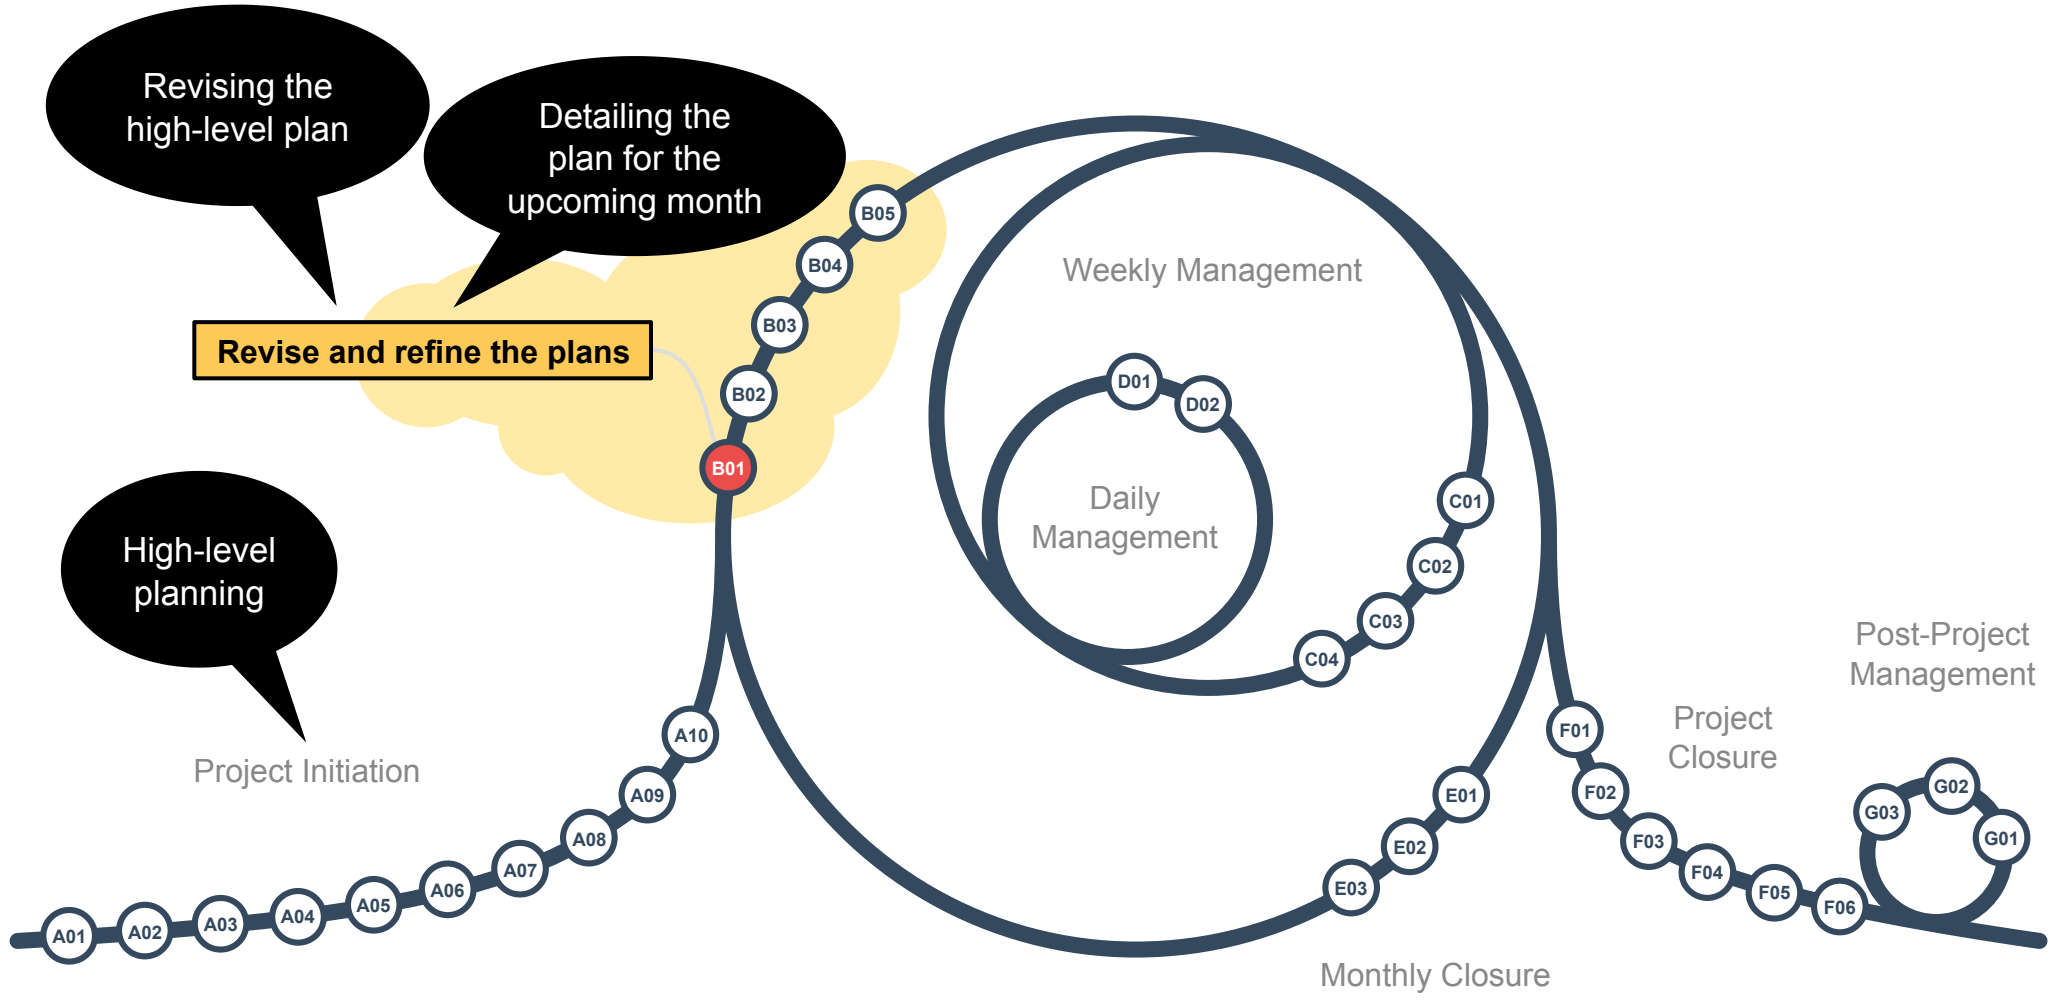 Revising the
high-level plan
Detailing the
plan for the
upcoming month
Revise and refine the plans
High-level
planning
Project Initiation
A01
A02
A03
A04
A05
A06
A07
A08
A09
A10
B01
B02
B03
B04
B05
Weekly Management
Daily
Management
D01
D02
C01
C02
C03
C04
E01
E02
E03
Monthly Closure
F01
F02
F03
F04
F05
F06
Project
Closure
Post-Project
Management
G01
G02
G03